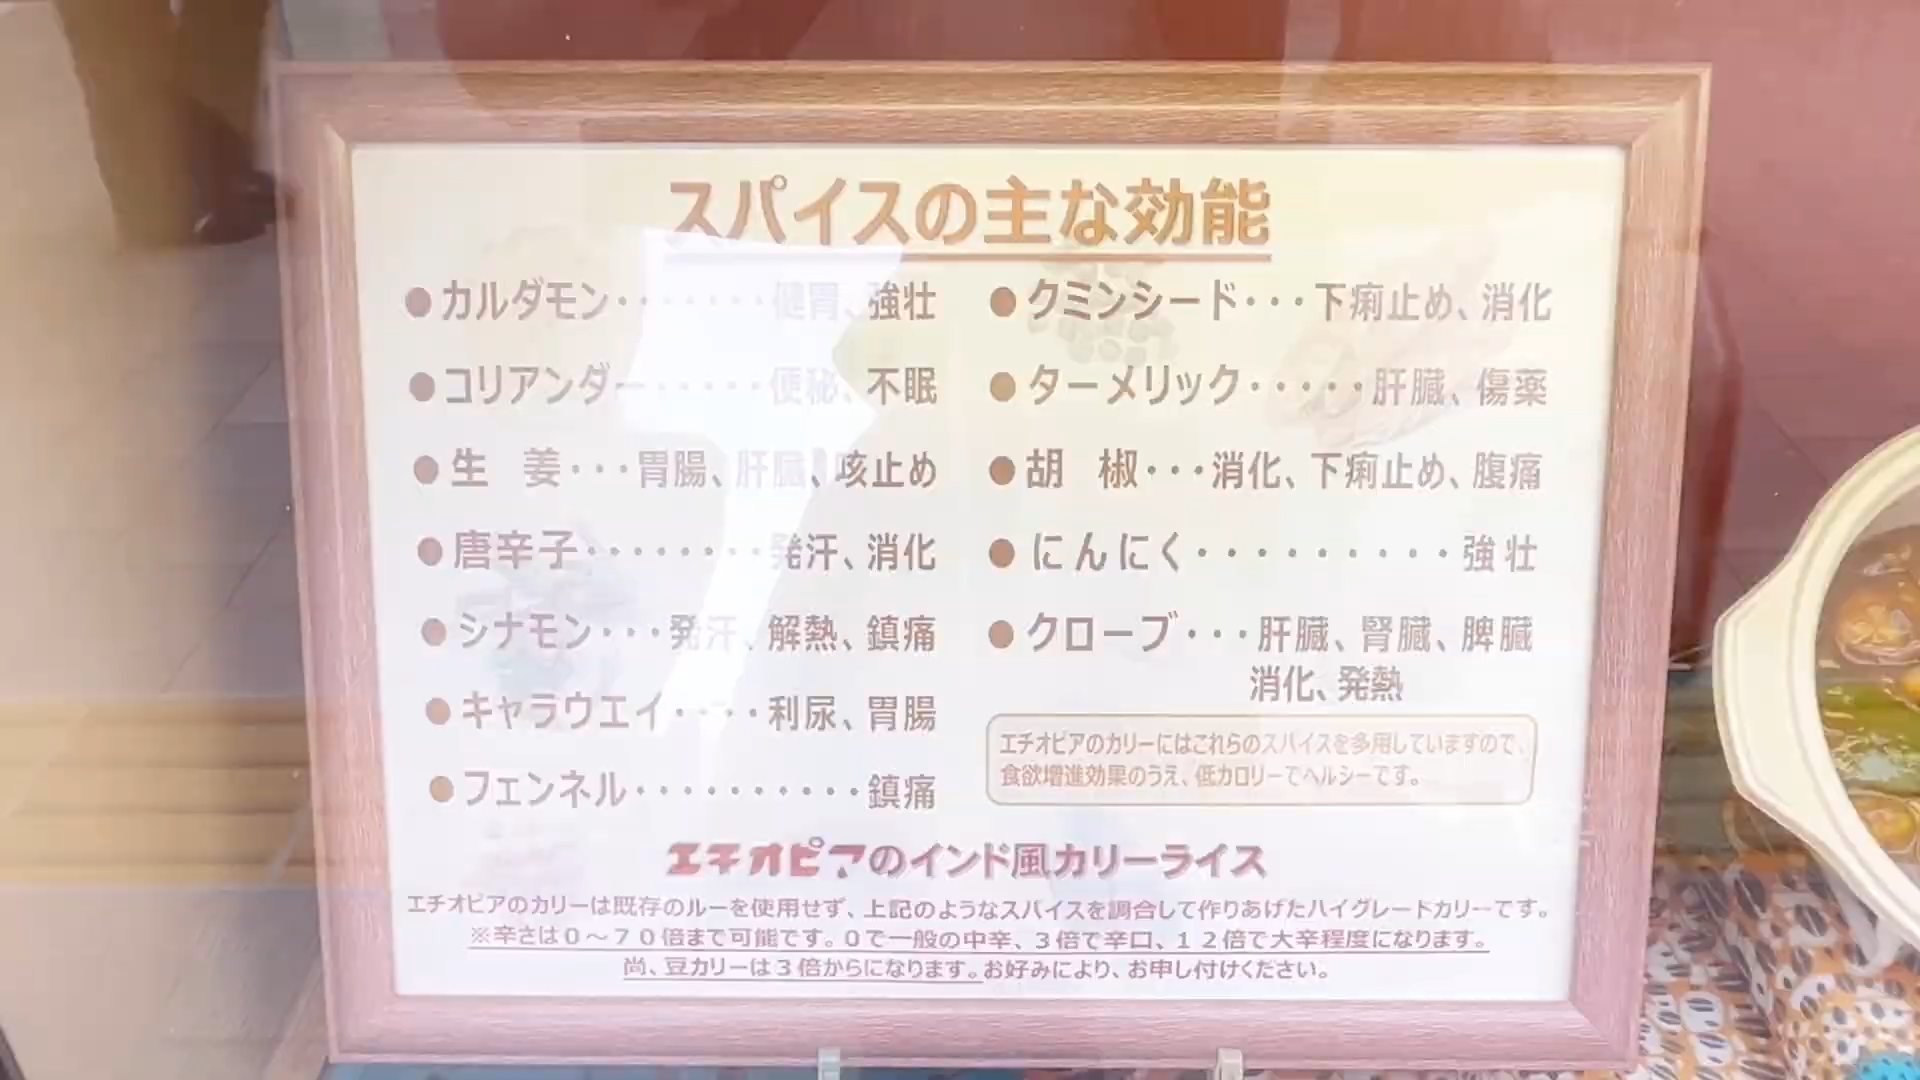 スパイスの主な効能
●カルダモン・・・・・・・健胃、強壮
●コリアンダー・・・・・便秘、不眠
●生　姜・・・胃腸、肝臓、咳止め
●唐辛子・・・・・・・・発汗、消化
●シナモン・・・発汗、解熱、鎮痛
●キャラウエイ・・・・利尿、胃腸
●フェンネル・・・・・・・・・・鎮痛
●クミンシード・・・下痢止め、消化
●ターメリック・・・・・肝臓、傷薬
●胡　椒・・・消化、下痢止め、腹痛
●にんにく・・・・・・・・・・強壮
●クローブ・・・肝臓、腎臓、脾臓
消化、発熱
エチオピアのカリーにはこれらのスパイスを多用していますので、
食欲増進効果のうえ、低カロリーでヘルシーです。
エチオピアのインド風カリーライス
エチオピアのカリーは既存のルーを使用せず、上記のようなスパイスを調合して作りあげたハイグレードカリーです。
※辛さは０～７０倍まで可能です。０で一般の中辛、３倍で辛口、１２倍で大辛程度になります。
尚、豆カリーは３倍からになります。お好みにより、お申し付けください。